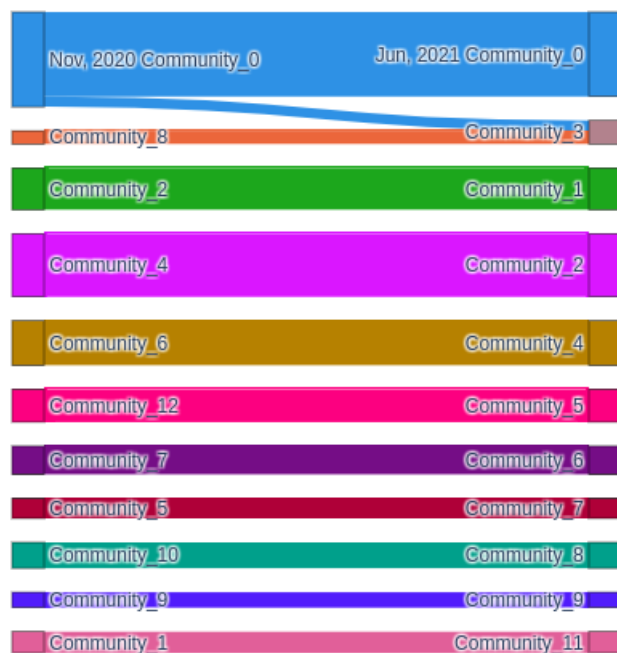 Nov, 2020 Community_0
Jun, 2021 Community_0
Community_8
Community_3
Community_2
Community_1
Community_4
Community_2
Community_6
Community_4
Community_12
Community_5
Community_7
Community_6
Community_5
Community_7
Community_10
Community_8
Community_9
Community_9
Community_1
Community_11